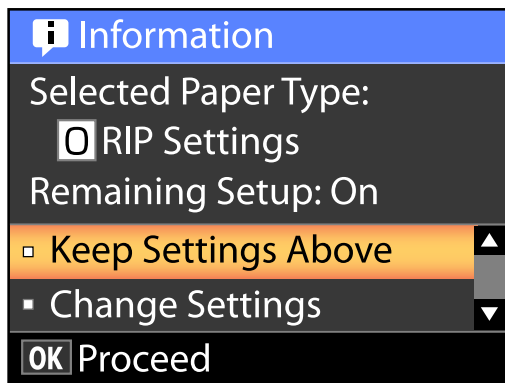 Information
Selected Paper Type:
0 RIP Settings
Remaining Setup: On
Keep Settings Above
Change Settings
OK Proceed